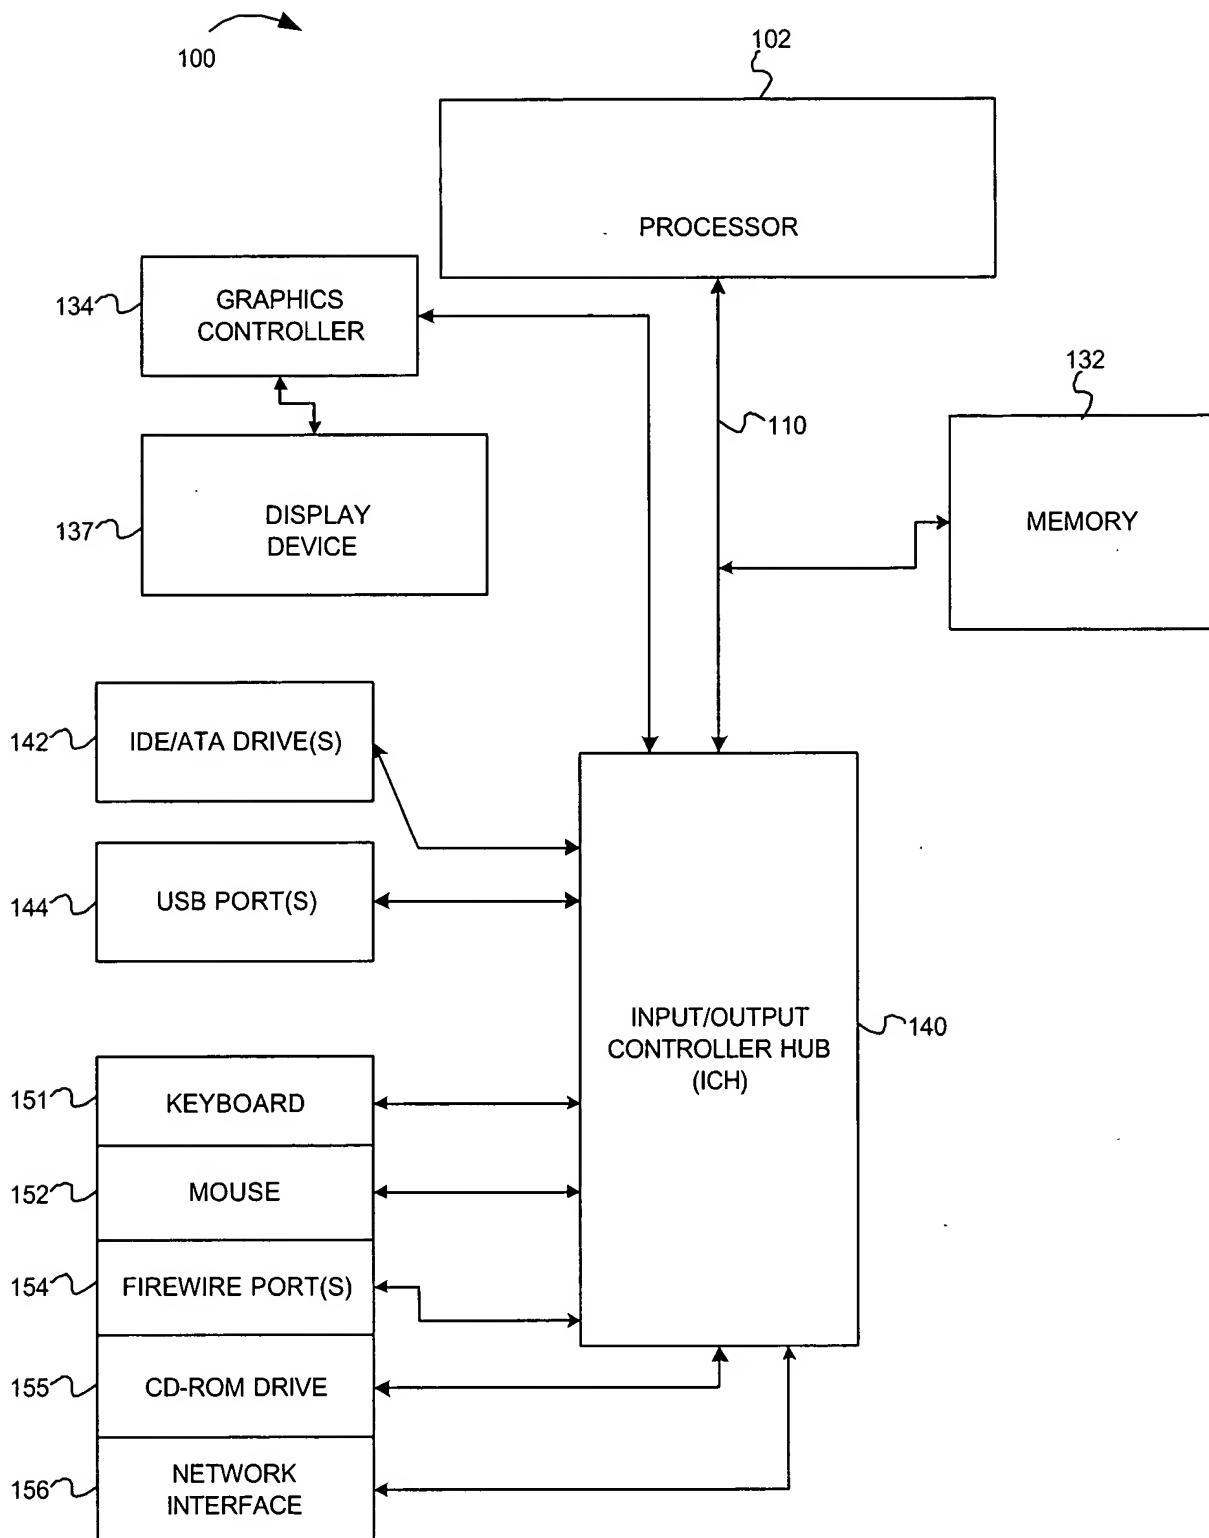 100
102
PROCESSOR
134
GRAPHICS
CONTROLLER
132
110
MEMORY
137
DISPLAY
DEVICE
142
IDE/ATA DRIVE(S)
144
USB PORT(S)
INPUT/OUTPUT
CONTROLLER HUB
(ICH)
140
151
KEYBOARD
152
MOUSE
154
FIREWIRE PORT(S)
155
CD-ROM DRIVE
156
NETWORK
INTERFACE